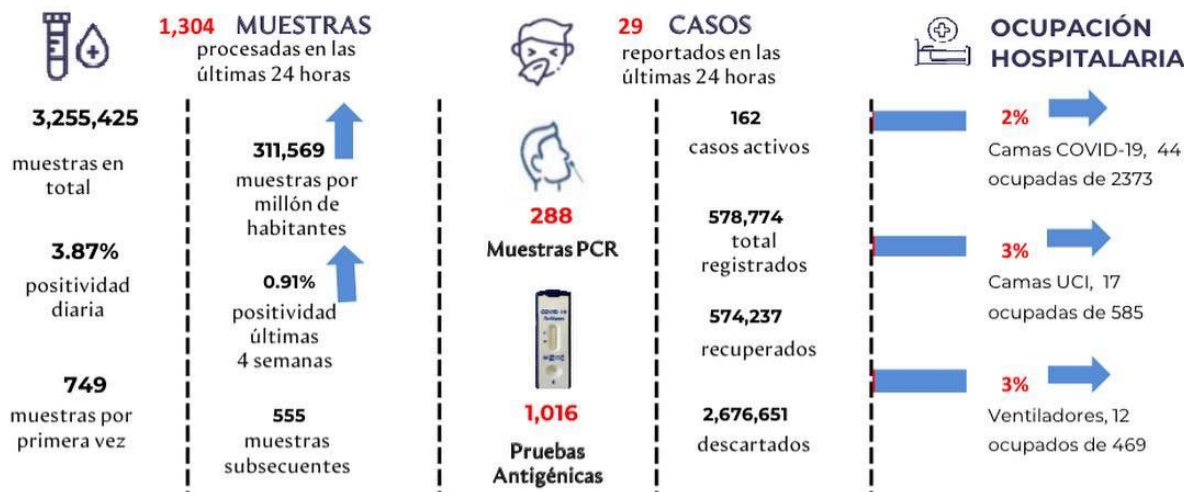 1,304 MUESTRAS
procesadas en las
últimas 24 horas
3,255,425
muestras en
total
3.87%
positividad
diaria
749
muestras por
primera vez
311,569
muestras por
millón de
habitantes
0.91%
positividad
últimas
4 semanas
555
muestras
subsecuentes
29 CASOS
reportados en las
últimas 24 horas
288
Muestras PCR
COVID-19
1,016
Pruebas
Antigénicas
162
casos activos
578,774
total
registrados
574,237
recuperados
2,676,651
descartados
OCUPACIÓN
HOSPITALARIA
2%
Camas COVID-19, 44
ocupadas de 2373
3%
Camas UCI, 17
ocupadas de 585
3%
Ventiladores, 12
ocupados de 469